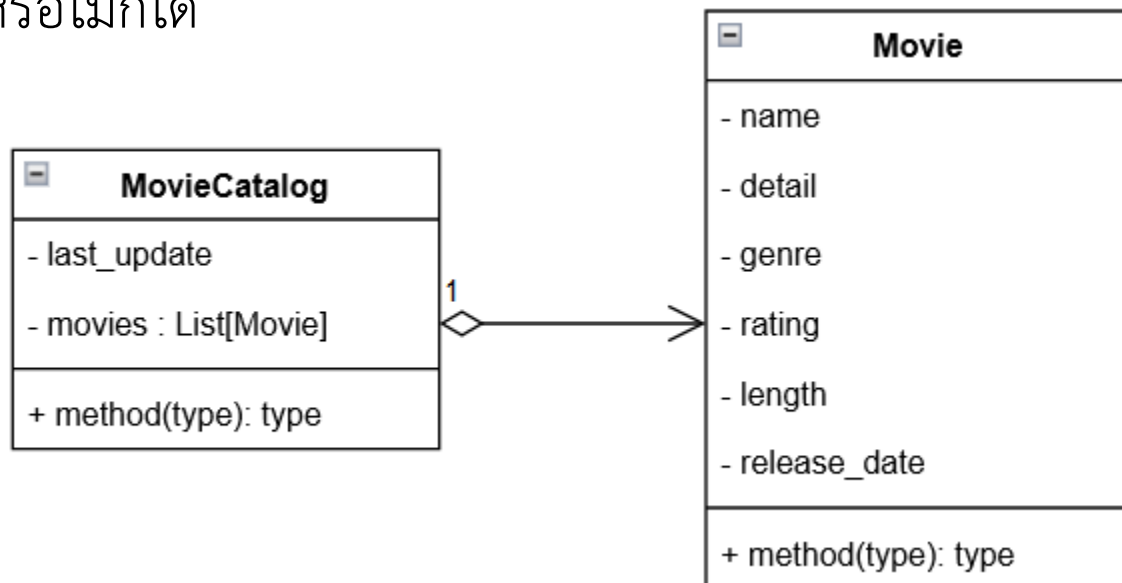 MovieCatalog
- last_update
- movies : List[Movie]
+ method(type): type
1
Movie
- name
- detail
- genre
- rating
- length
- release_date
+ method(type): type